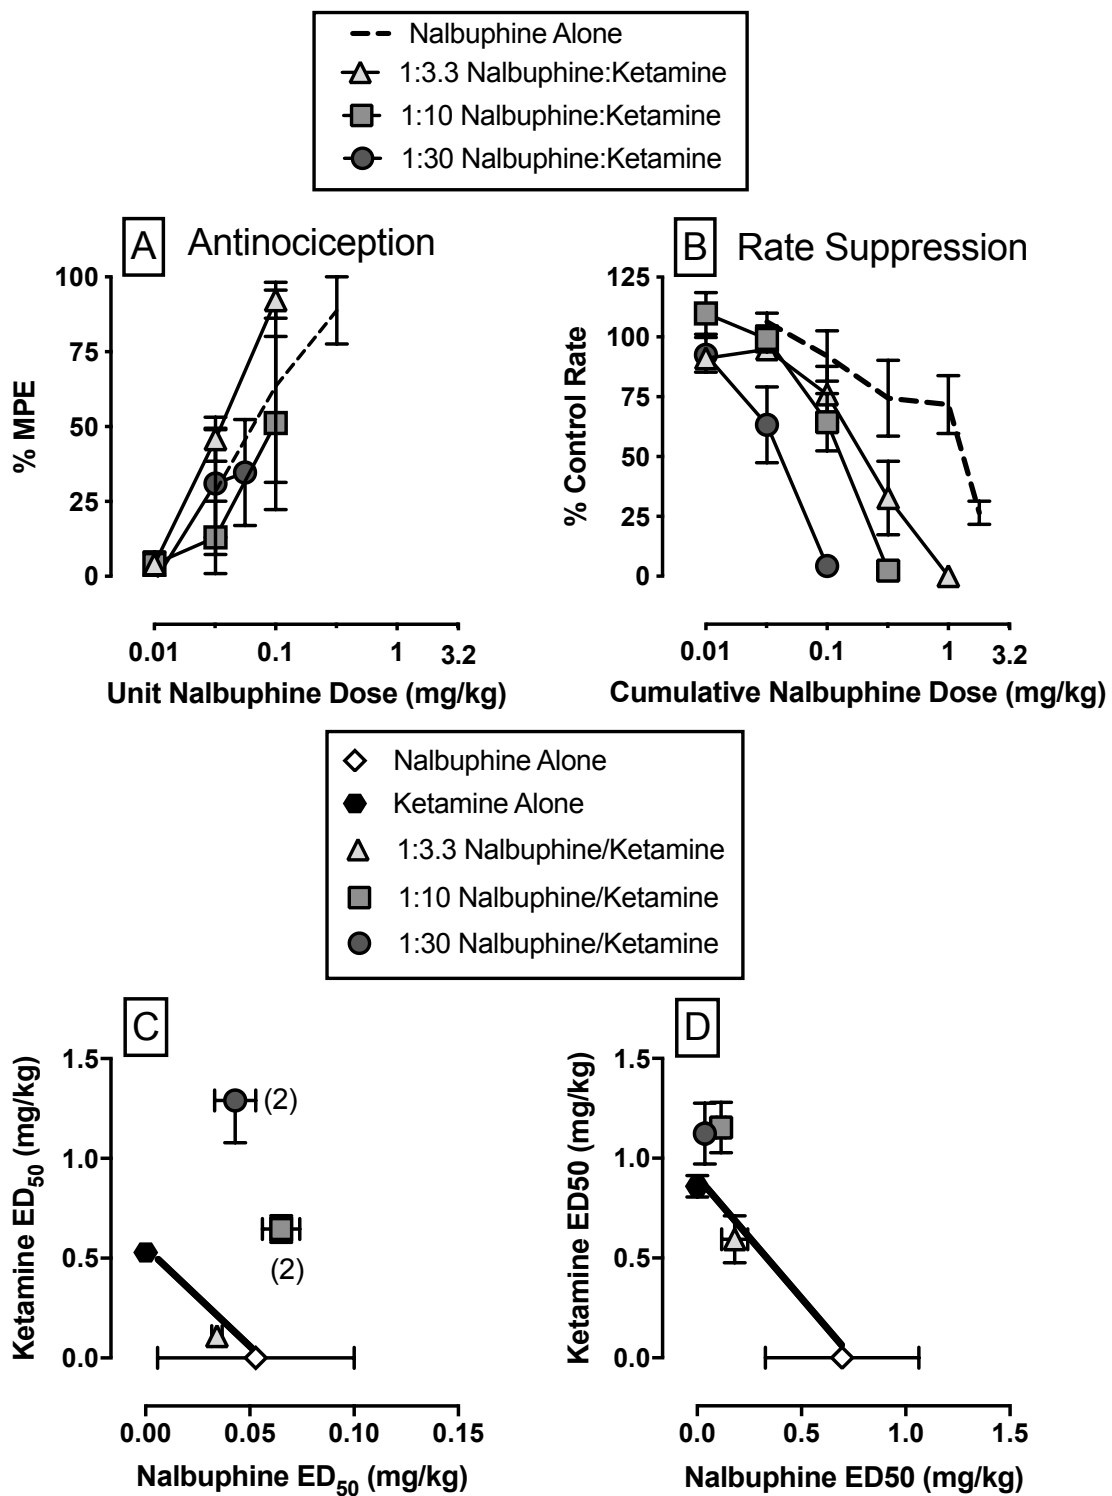 Nalbuphine Alone
1:3.3 Nalbuphine:Ketamine
1:10 Nalbuphine:Ketamine
1:30 Nalbuphine:Ketamine
A Antinociception
100
75
50
25
0
% MPE
0.01 0.1 1 3.2
Unit Nalbuphine Dose (mg/kg)
B Rate Suppression
125
100
75
50
25
0
% Control Rate
0.01 0.1 1 3.2
Cumulative Nalbuphine Dose (mg/kg)
Nalbuphine Alone
Ketamine Alone
1:3.3 Nalbuphine/Ketamine
1:10 Nalbuphine/Ketamine
1:30 Nalbuphine/Ketamine
C
1.5
1.0
0.5
0.0
Ketamine ED50 (mg/kg)
(2)
(2)
0.00 0.05 0.10 0.15
Nalbuphine ED50 (mg/kg)
D
1.5
1.0
0.5
0.0
Ketamine ED50 (mg/kg)
0.0 0.5 1.0 1.5
Nalbuphine ED50 (mg/kg)